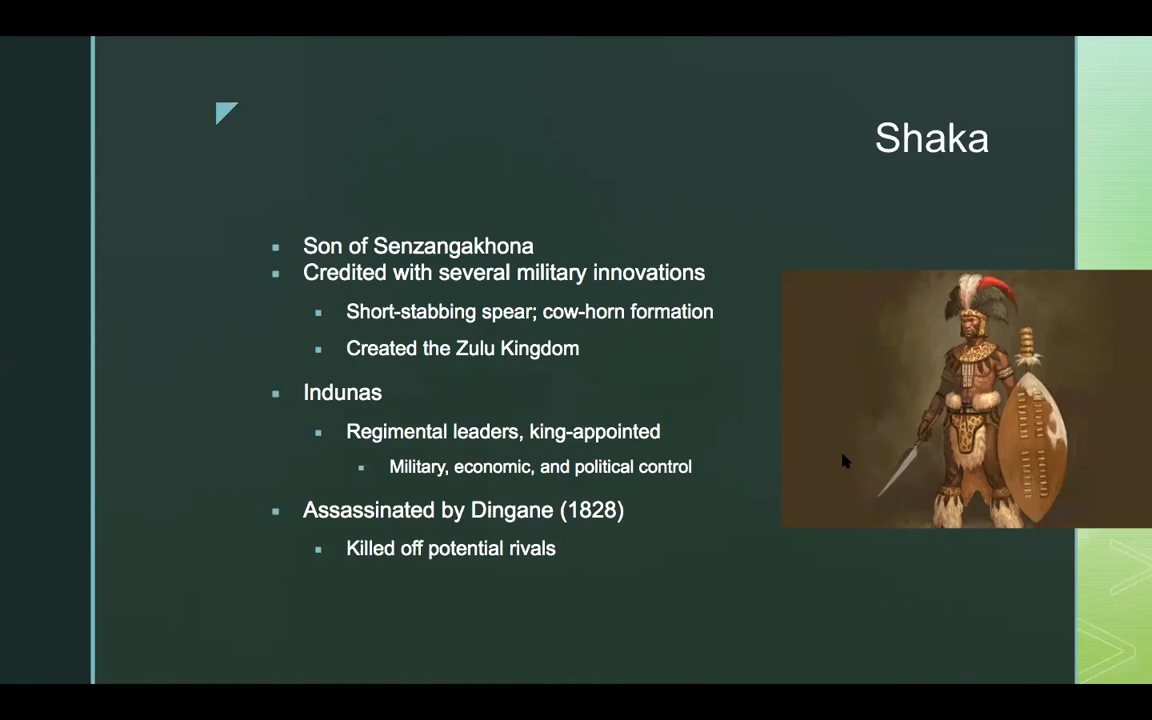 Shaka
Son of Senzangakhona
Credited with several military innovations
Short-stabbing spear; cow-horn formation
Created the Zulu Kingdom
Indunas
Regimental leaders, king-appointed
Military, economic, and political control
Assassinated by Dingane (1828)
Killed off potential rivals